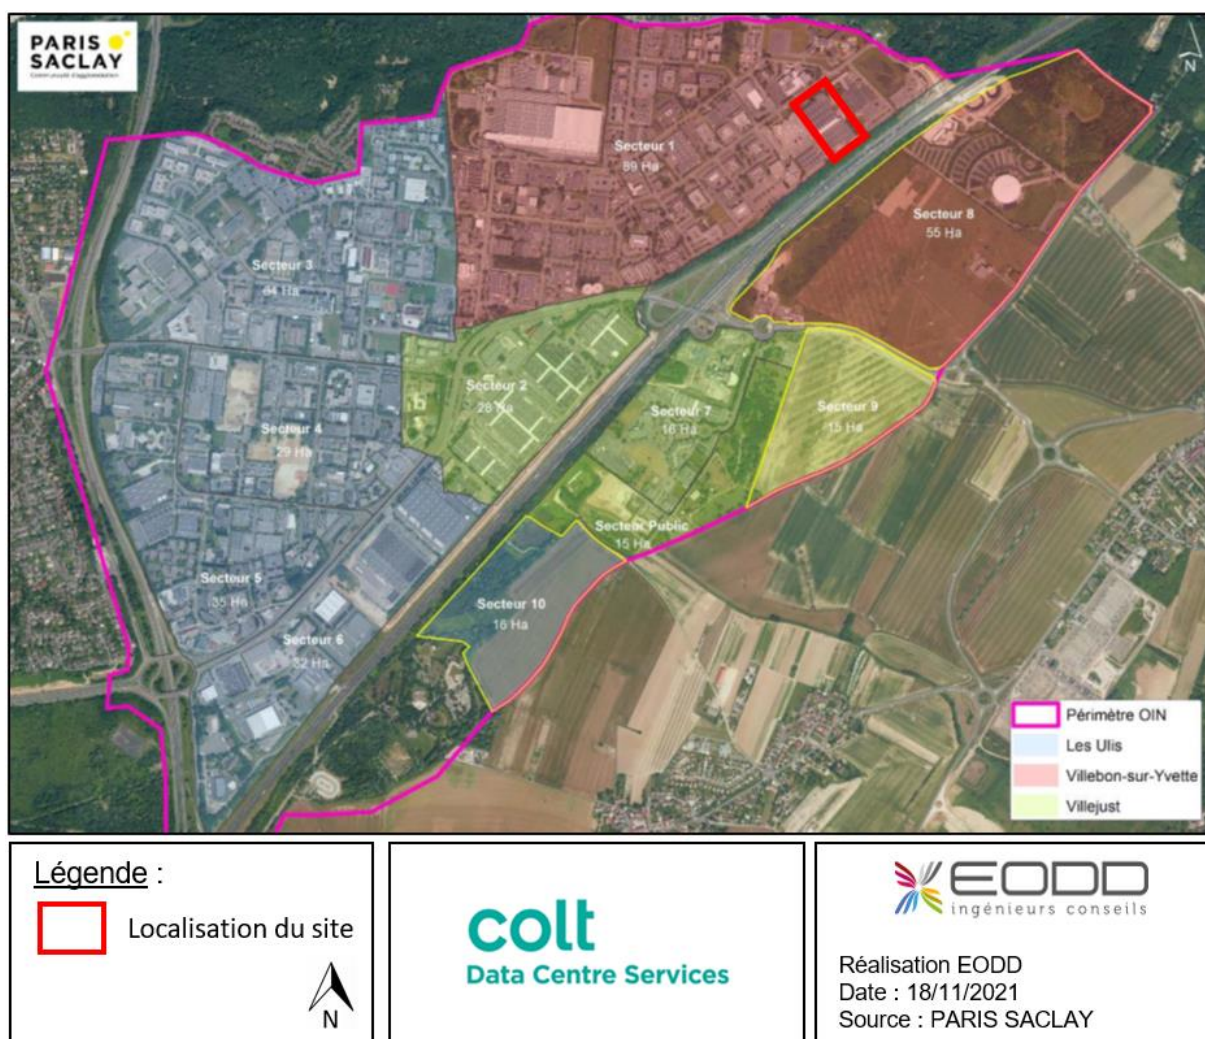 PARIS
SACLAY
Communauté d'agglomération
N
Secteur 1
89 Ha
Secteur 8
55 Ha
Secteur 3
64 Ha
Secteur 2
28 Ha
Secteur 7
16 Ha
Secteur 9
15 Ha
Secteur 4
29 Ha
Secteur Public
15 Ha
Secteur 5
35 Ha
Secteur 10
16 Ha
Secteur 6
32 Ha
Périmètre OIN
Les Ulis
Villebon-sur-Yvette
Villejust
Légende :
Localisation du site
N
colt
Data Centre Services
EODD
ingénieurs conseils
Réalisation EODD
Date : 18/11/2021
Source : PARIS SACLAY